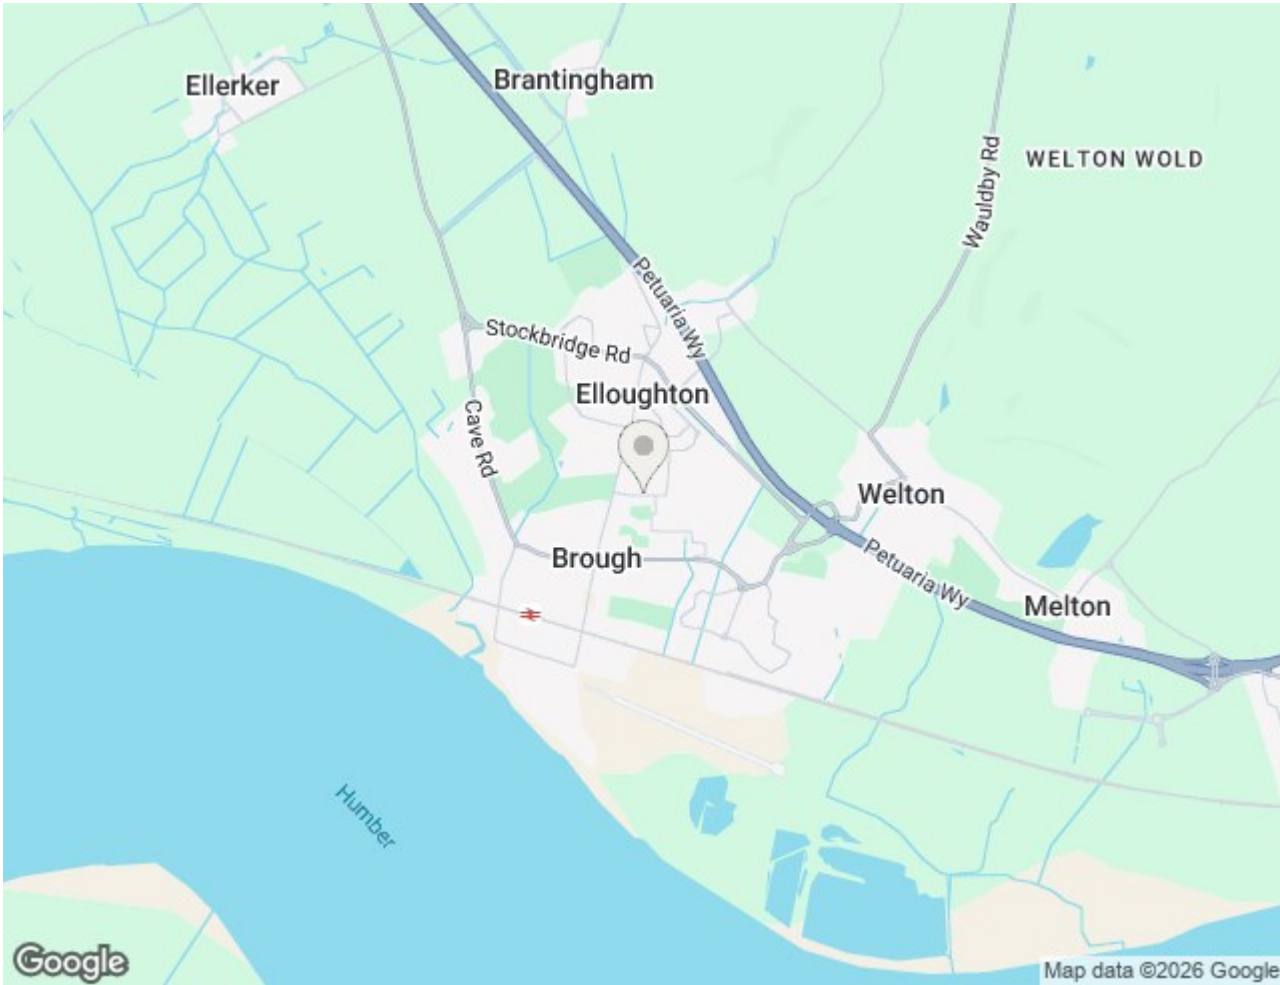 Ellerker
Brantingham
WELTON WOLD
Wauldby Rd
Petuaria Wy
Stockbridge Rd
Elloughton
Cave Rd
Welton
Brough
Petuaria Wy
Melton
Humber
Google
Map data ©2026 Google